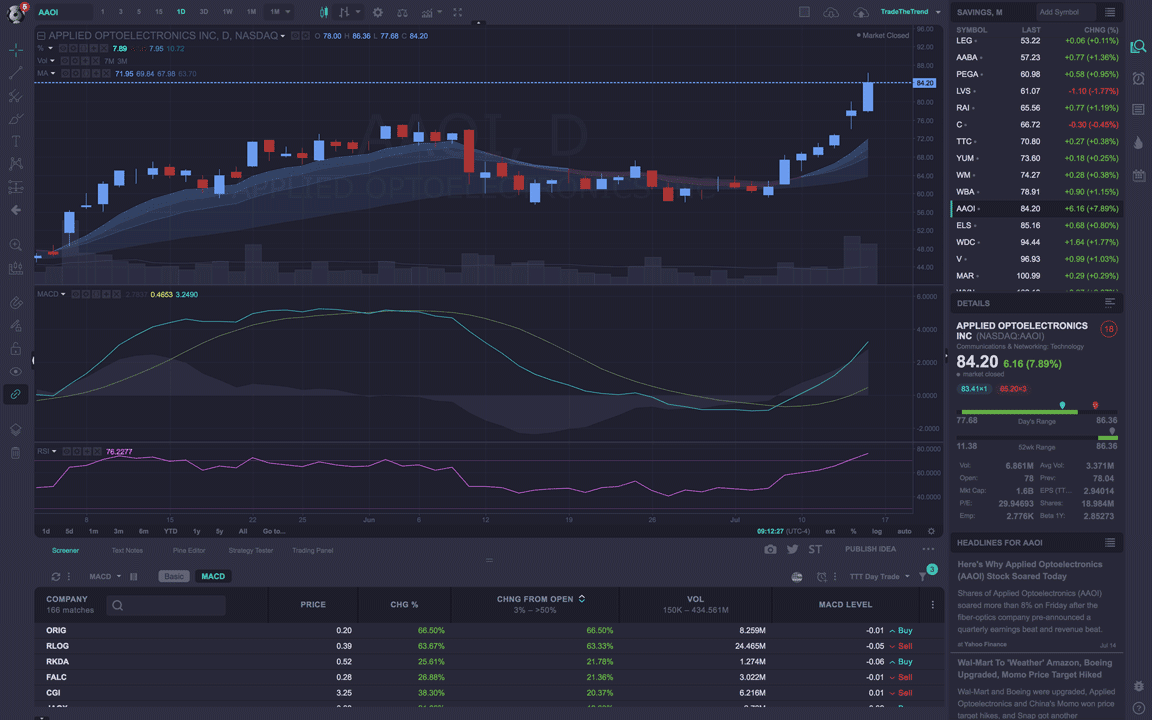 5
AAOI
1 3 5 15 1D 3D 1W 1M 1M
TradeTheTrend
APPLIED OPTOELECTRONICS INC, D, NASDAQ O 78.00 H 86.36 L 77.68 C 84.20
Market Closed
% 7.89 7.95 10.72
Vol 7M 3M
MA 71.95 69.84 67.98 63.70
AAOI, D
APPLIED OPTOELECTRONICS INC
96.00
92.00
88.00
84.20
80.00
76.00
72.00
68.00
64.00
60.00
56.00
52.00
48.00
44.00
MACD 2.7837 0.4653 3.2490
6.0000
4.0000
2.0000
0.0000
-2.0000
RSI 76.2277
80.0000
60.0000
40.0000
8 15 22 25 Jun 5 12 19 26 Jul 10 17
1d 5d 1m 3m 6m YTD 1y 5y All Go to...
09:12:27 (UTC-4) ext % log auto
Screener Text Notes Pine Editor Strategy Tester Trading Panel
ST PUBLISH IDEA
MACD Basic MACD
TTT Day Trade 3
COMPANY PRICE CHG % CHNG FROM OPEN VOL MACD LEVEL
166 matches 3% – >50% 150K – 434.561M
ORIG 0.20 66.50% 66.50% 8.259M -0.01 Buy
RLOG 0.39 63.67% 63.33% 24.465M -0.05 Sell
RKDA 0.52 25.61% 21.78% 1.274M -0.06 Buy
FALC 0.28 26.88% 21.36% 3.022M -0.01 Sell
CGI 3.25 38.30% 20.37% 6.216M 0.01 Sell
SAVINGS, M Add Symbol
SYMBOL LAST CHNG (%)
LEG 53.22 +0.06 (+0.11%)
AABA 57.23 +0.77 (+1.36%)
PEGA 60.98 +0.58 (+0.95%)
LVS 61.07 -1.10 (-1.77%)
RAI 65.56 +0.77 (+1.19%)
C 66.72 -0.30 (-0.45%)
TTC 70.80 +0.27 (+0.38%)
YUM 73.60 +0.18 (+0.25%)
WM 74.27 +0.28 (+0.38%)
WBA 78.91 +0.90 (+1.15%)
AAOI 84.20 +6.16 (+7.89%)
ELS 85.16 +0.68 (+0.80%)
WDC 94.44 +1.64 (+1.77%)
V 96.93 +0.99 (+1.03%)
MAR 100.99 +0.29 (+0.29%)
DETAILS
APPLIED OPTOELECTRONICS
INC (NASDAQ:AAOI)
18
Communications & Networking: Technology
84.20 6.16 (7.89%)
market closed
83.41×1 86.20×3
77.68 Day's Range 86.36
11.38 52wk Range 86.36
Vol: 6.861M Avg Vol: 3.371M
Open: 78 Prev: 78.04
Mkt Cap: 1.6B EPS (TT... 2.94014
P/E: 29.94693 Shares: 18.984M
Emp: 2.776K Beta 1Y: 2.85273
HEADLINES FOR AAOI
Here's Why Applied Optoelectronics
(AAOI) Stock Soared Today
Shares of Applied Optoelectronics (AAOI)
soared more than 8% on Friday after the
fiber-optics company pre-announced a
quarterly earnings beat and revenue beat.
at Yahoo Finance Jul 14
Wal-Mart To 'Weather' Amazon, Boeing
Upgraded, Momo Price Target Hiked
Wal-Mart and Boeing were upgraded, Applied
Optoelectronics and China's Momo won price
target hikes, and Snap got another